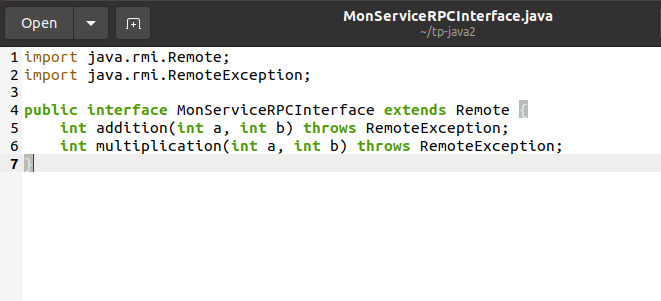 Open
MonServiceRPCInterface.java
~/tp-java2
1 import java.rmi.Remote;
2 import java.rmi.RemoteException;
3
4 public interface MonServiceRPCInterface extends Remote {
5     int addition(int a, int b) throws RemoteException;
6     int multiplication(int a, int b) throws RemoteException;
7 }